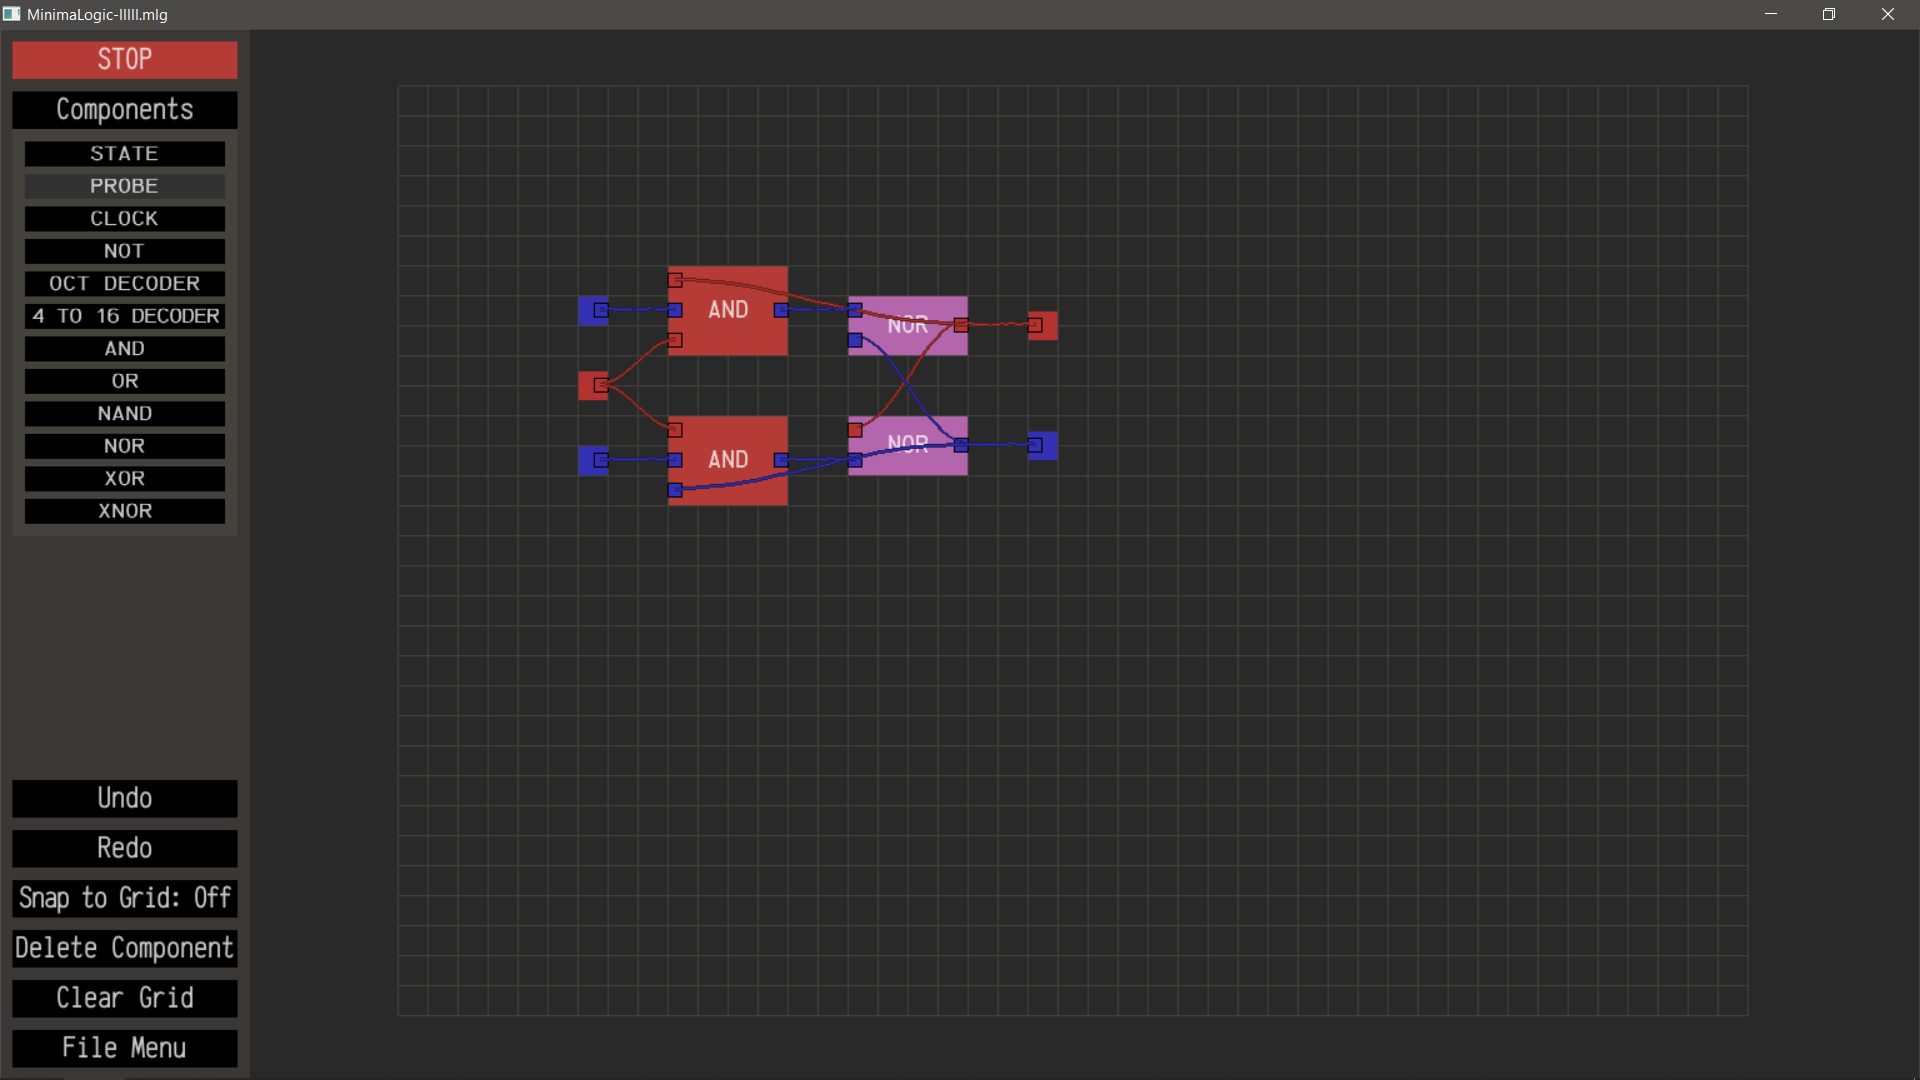 MinimaLogic-lllll.mlg
STOP
Components
STATE
PROBE
CLOCK
NOT
OCT DECODER
4 TO 16 DECODER
AND
OR
NAND
NOR
XOR
XNOR
Undo
Redo
Snap to Grid: Off
Delete Component
Clear Grid
File Menu
AND
NOR
AND
NOR